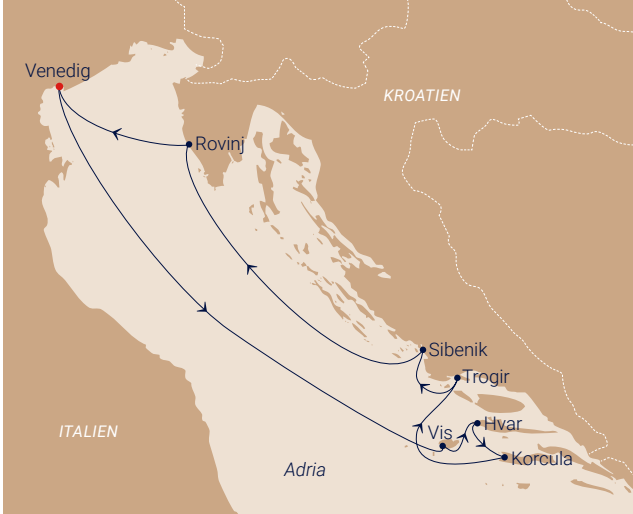 Venedig
KROATIEN
Rovinj
Sibenik
Trogir
Hvar
Vis
ITALIEN
Korcula
Adria